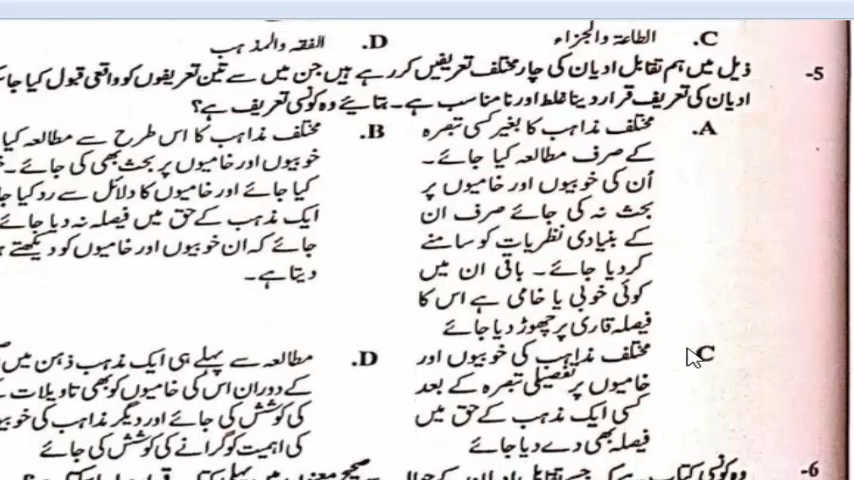 C. الطاعۃ والجزاء D. الفقہ والمذہب
5- ذیل میں ہم تقابل ادیان کی چار مختلف تعریفیں کررہے ہیں جن میں سے تین تعریفوں کو واقعی قبول کیا
ادیان کی تعریف قرار دینا غلط اور نامناسب ہے۔ بتائیے وہ کونسی تعریف ہے؟
A. مختلف مذاہب کا بغیر کسی تبصرہ
کے صرف مطالعہ کیا جائے۔
اُن کی خوبیوں اور خامیوں پر
بحث نہ کی جائے صرف ان
کے بنیادی نظریات کو سامنے
کردیا جائے۔ باقی ان میں
کوئی خوبی یا خامی ہے اس کا
فیصلہ قاری پر چھوڑ دیا جائے
B. مختلف مذاہب کا اس طرح سے مطالعہ کیا
خوبیوں اور خامیوں پر بحث بھی کی جائے۔
کیا جائے اور خامیوں کا دلائل سے رد کیا
ایک مذہب کے حق میں فیصلہ نہ دیا جائے
جائے کہ ان خوبیوں اور خامیوں کو دیکھتے
دیتا ہے۔
C مختلف مذاہب کی خوبیوں اور
خامیوں پر تفصیلی تبصرہ کے بعد
کسی ایک مذہب کے حق میں
فیصلہ بھی دے دیا جائے
D. مطالعہ سے پہلے ہی ایک مذہب ذہن میں
کے دوران اس کی خامیوں کو بھی تاویلات
کی کوشش کی جائے اور دیگر مذاہب کی
کی اہمیت کو گرانے کی کوشش کی جائے
6- وہ کونسی کتاب ہے